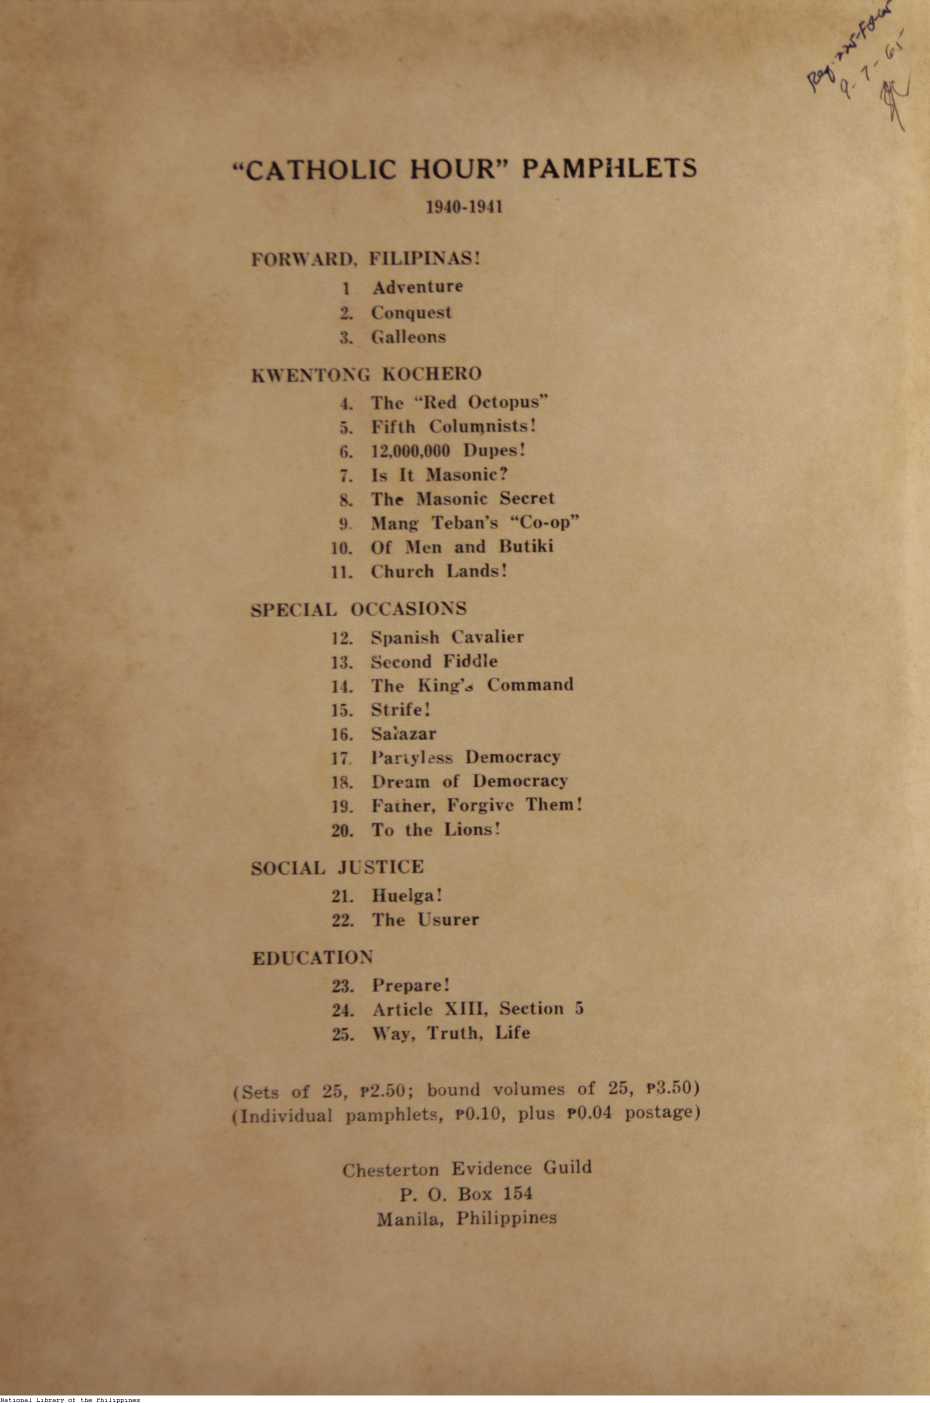 9-7-65
"CATHOLIC HOUR" PAMPHLETS
1940-1941
FORWARD, FILIPINAS!
1 Adventure
2. Conquest
3. Galleons
KWENTONG KOCHERO
4. The "Red Octopus"
5. Fifth Columnists!
6. 12,000,000 Dupes!
7. Is It Masonic?
8. The Masonic Secret
9. Mang Teban's "Co-op"
10. Of Men and Butiki
11. Church Lands!
SPECIAL OCCASIONS
12. Spanish Cavalier
13. Second Fiddle
14. The King's Command
15. Strife!
16. Salazar
17. Partyless Democracy
18. Dream of Democracy
19. Father, Forgive Them!
20. To the Lions!
SOCIAL JUSTICE
21. Huelga!
22. The Usurer
EDUCATION
23. Prepare!
24. Article XIII, Section 5
25. Way, Truth, Life
(Sets of 25, ₱2.50; bound volumes of 25, ₱3.50)
(Individual pamphlets, ₱0.10, plus ₱0.04 postage)
Chesterton Evidence Guild
P. O. Box 154
Manila, Philippines
National Library of the Philippines